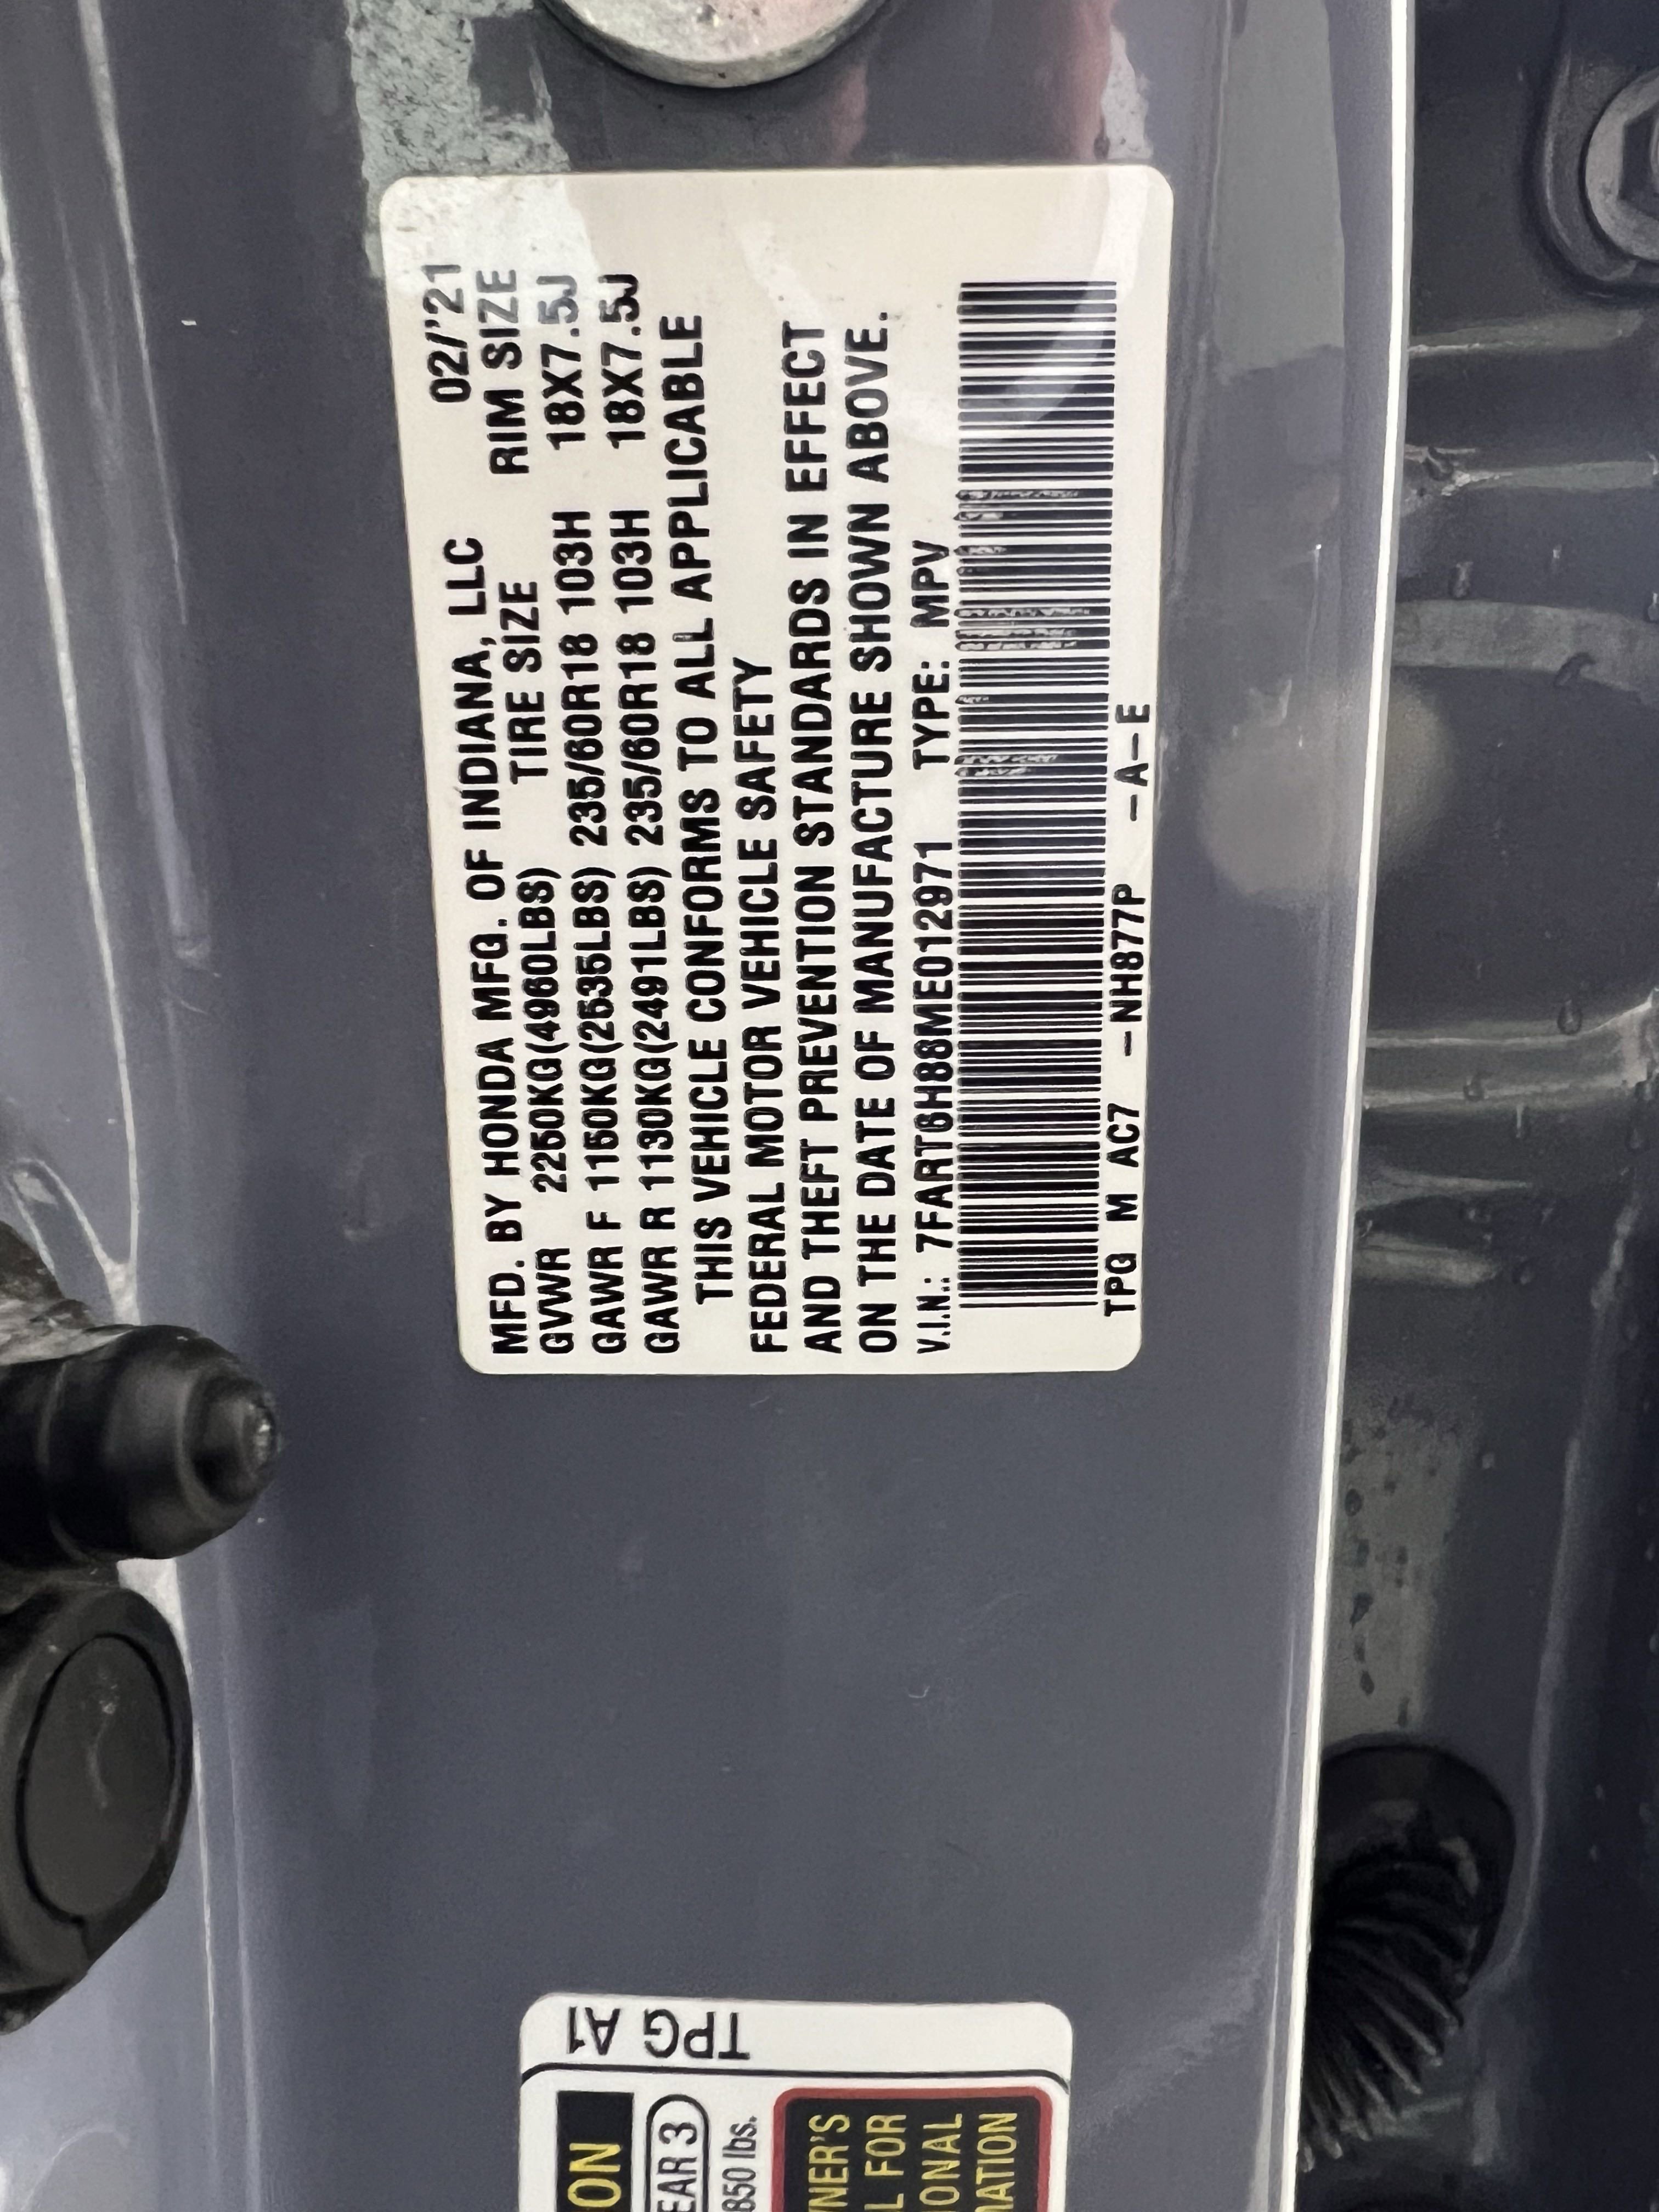 MFD. BY HONDA MFG. OF INDIANA, LLC 02/'21
TIRE SIZE RIM SIZE
GVWR 2250KG(4960LBS)
GAWR F 1150KG(2535LBS) 235/60R18 103H 18X7.5J
GAWR R 1130KG(2491LBS) 235/60R18 103H 18X7.5J
THIS VEHICLE CONFORMS TO ALL APPLICABLE
FEDERAL MOTOR VEHICLE SAFETY
AND THEFT PREVENTION STANDARDS IN EFFECT
ON THE DATE OF MANUFACTURE SHOWN ABOVE.
V.I.N.: 7FART6H88ME012971 TYPE: MPV
TPG M AC7 -NH877P -A-E
TPG A1
ON
EAR 3
850 lbs.
NER'S
L FOR
IONAL
MATION